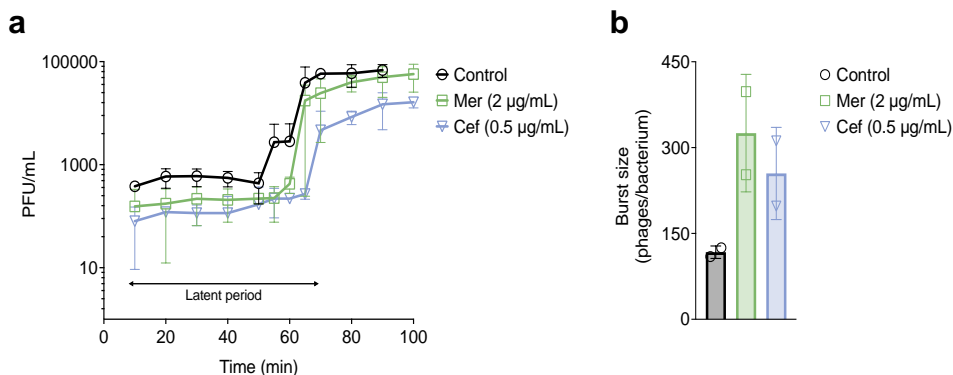 a
PFU/mL
100000
1000
10
0
20
40
60
80
100
Time (min)
Latent period
Control
Mer (2 µg/mL)
Cef (0.5 µg/mL)
b
Burst size
(phages/bacterium)
450
300
150
0
Control
Mer (2 µg/mL)
Cef (0.5 µg/mL)